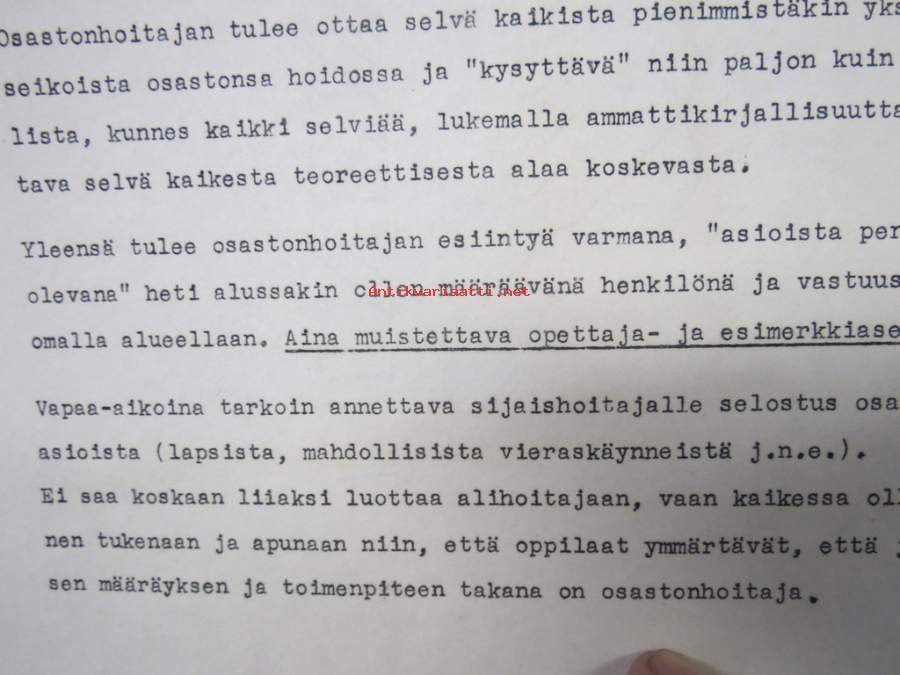 Osastonhoitajan tulee ottaa selvä kaikista pienimmistäkin yks
seikoista osastonsa hoidossa ja "kysyttävä" niin paljon kuin
lista, kunnes kaikki selviää, lukemalla ammattikirjallisuutta
tava selvä kaikesta teoreettisesta alaa koskevasta.
Yleensä tulee osastonhoitajan esiintyä varmana, "asioista per
olevana" heti alussakin ollen määräävänä henkilönä ja vastuus
antikvariaatti.net
omalla alueellaan. Aina muistettava opettaja- ja esimerkkiase
Vapaa-aikoina tarkoin annettava sijaishoitajalle selostus osa
asioista (lapsista, mahdollisista vieraskäynneistä j.n.e.).
Ei saa koskaan liiaksi luottaa alihoitajaan, vaan kaikessa oll
nen tukenaan ja apunaan niin, että oppilaat ymmärtävät, että j
sen määräyksen ja toimenpiteen takana on osastonhoitaja.